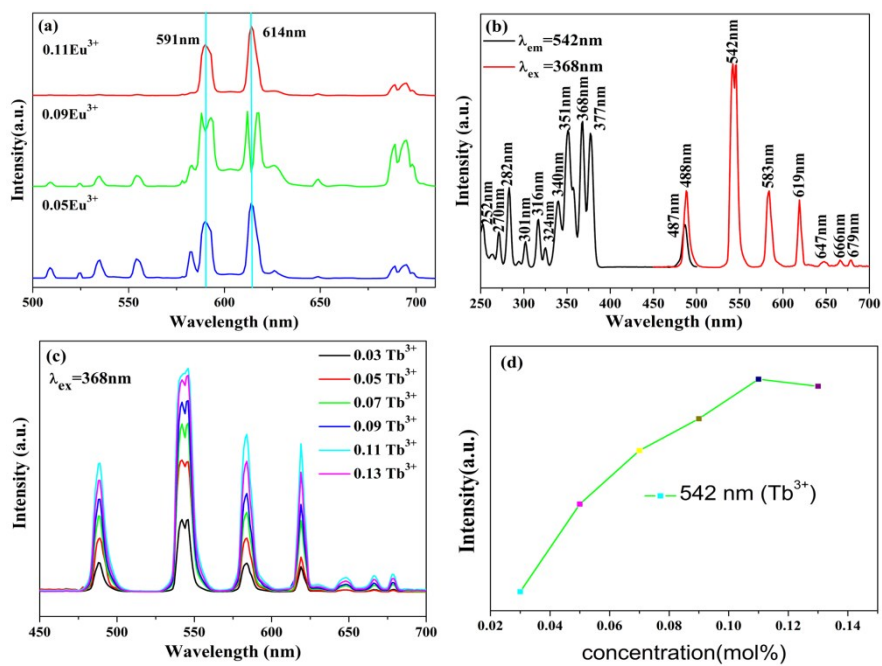 (a)
591nm
614nm
0.11Eu³⁺
0.09Eu³⁺
0.05Eu³⁺
Intensity(a.u.)
500 550 600 650 700
Wavelength (nm)
(b)
λem=542nm
λex=368nm
252nm
270nm
282nm
301nm
316nm
324nm
340nm
351nm
368nm
377nm
487nm
488nm
542nm
583nm
619nm
647nm
666nm
679nm
Intensity (a.u.)
250 300 350 400 450 500 550 600 650 700
Wavelength (nm)
(c)
λex=368nm
0.03 Tb³⁺
0.05 Tb³⁺
0.07 Tb³⁺
0.09 Tb³⁺
0.11 Tb³⁺
0.13 Tb³⁺
Intensity (a.u.)
450 500 550 600 650 700
Wavelength (nm)
(d)
542 nm (Tb³⁺)
Intensity(a.u.)
0.02 0.04 0.06 0.08 0.10 0.12 0.14
concentration(mol%)